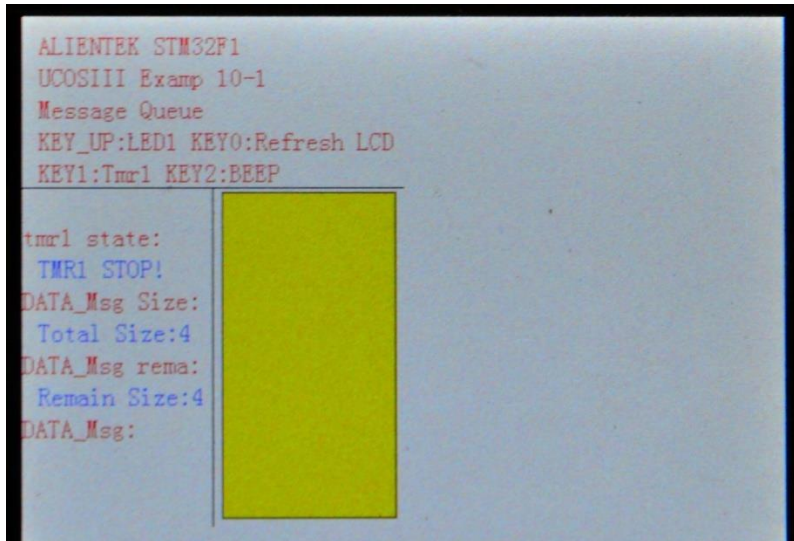 ALIENTEK STM32F1
UCOSIII Examp 10-1
Message Queue
KEY_UP:LED1 KEY0:Refresh LCD
KEY1:Tmr1 KEY2:BEEP
tmr1 state:
TMR1 STOP!
DATA_Msg Size:
Total Size:4
DATA_Msg rema:
Remain Size:4
DATA_Msg: